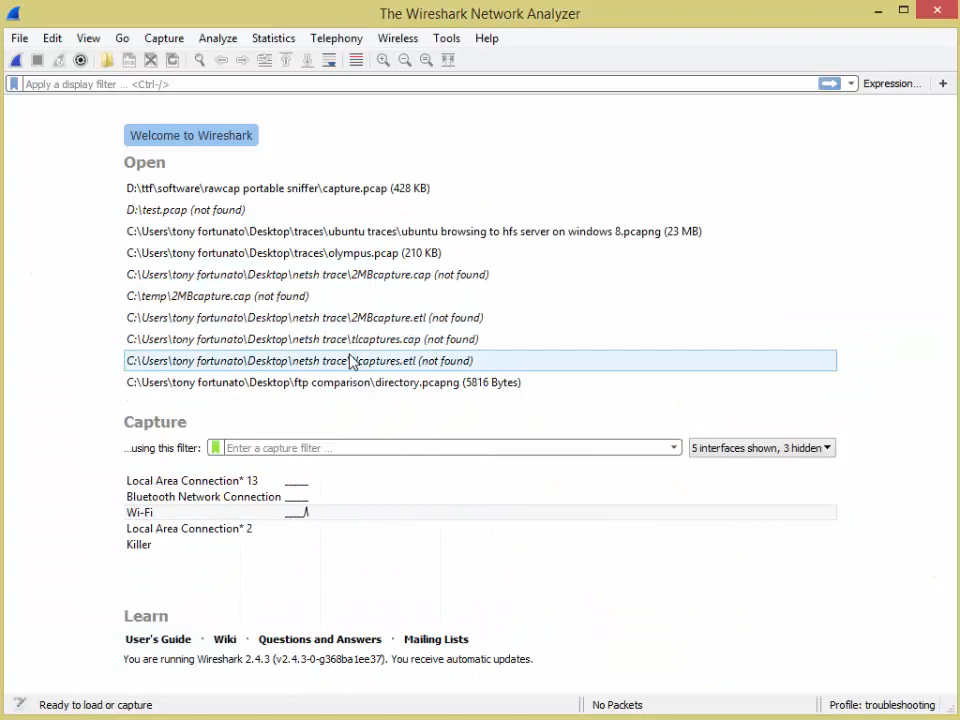 The Wireshark Network Analyzer
File Edit View Go Capture Analyze Statistics Telephony Wireless Tools Help
Apply a display filter ... <Ctrl-/> Expression... +
Welcome to Wireshark
Open
D:\ttf\software\rawcap portable sniffer\capture.pcap (428 KB)
D:\test.pcap (not found)
C:\Users\tony fortunato\Desktop\traces\ubuntu traces\ubuntu browsing to hfs server on windows 8.pcapng (23 MB)
C:\Users\tony fortunato\Desktop\traces\olympus.pcap (210 KB)
C:\Users\tony fortunato\Desktop\netsh trace\2MBcapture.cap (not found)
C:\temp\2MBcapture.cap (not found)
C:\Users\tony fortunato\Desktop\netsh trace\2MBcapture.etl (not found)
C:\Users\tony fortunato\Desktop\netsh trace\tlcaptures.cap (not found)
C:\Users\tony fortunato\Desktop\netsh trace\tlcaptures.etl (not found)
C:\Users\tony fortunato\Desktop\ftp comparison\directory.pcapng (5816 Bytes)
Capture
...using this filter: Enter a capture filter ... 5 interfaces shown, 3 hidden
Local Area Connection* 13
Bluetooth Network Connection
Wi-Fi
Local Area Connection* 2
Killer
Learn
User's Guide · Wiki · Questions and Answers · Mailing Lists
You are running Wireshark 2.4.3 (v2.4.3-0-g368ba1ee37). You receive automatic updates.
Ready to load or capture No Packets Profile: troubleshooting